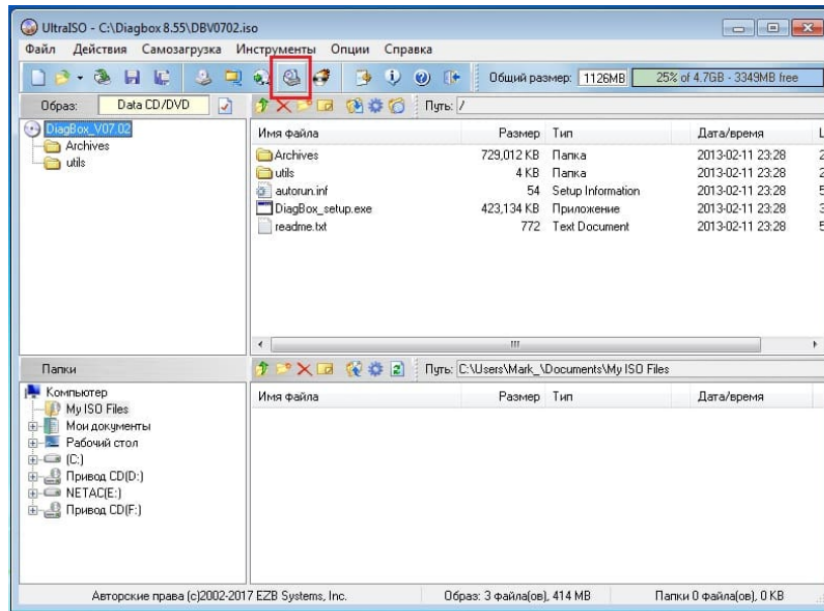 UltraISO - C:\Diagbox 8.55\DBV0702.iso
Файл Действия Самозагрузка Инструменты Опции Справка
Общий размер: 1126MB 25% of 4.7GB - 3349MB free
Образ: Data CD/DVD Путь: /
DiagBox_V07.02
Archives
utils
Имя файла Размер Тип Дата/время
Archives 729,012 KB Папка 2013-02-11 23:28
utils 4 KB Папка 2013-02-11 23:28
autorun.inf 54 Setup Information 2013-02-11 23:28
DiagBox_setup.exe 423,134 KB Приложение 2013-02-11 23:28
readme.txt 772 Text Document 2013-02-11 23:28
Папки Путь: C:\Users\Mark_\Documents\My ISO Files
Компьютер
My ISO Files
Мои документы
Рабочий стол
(C:)
Привод CD(D:)
NETAC(E:)
Привод CD(F:)
Имя файла Размер Тип Дата/время
Авторские права (c)2002-2017 EZB Systems, Inc. Образ: 3 файла(ов), 414 MB Папки 0 файла(ов), 0 KB